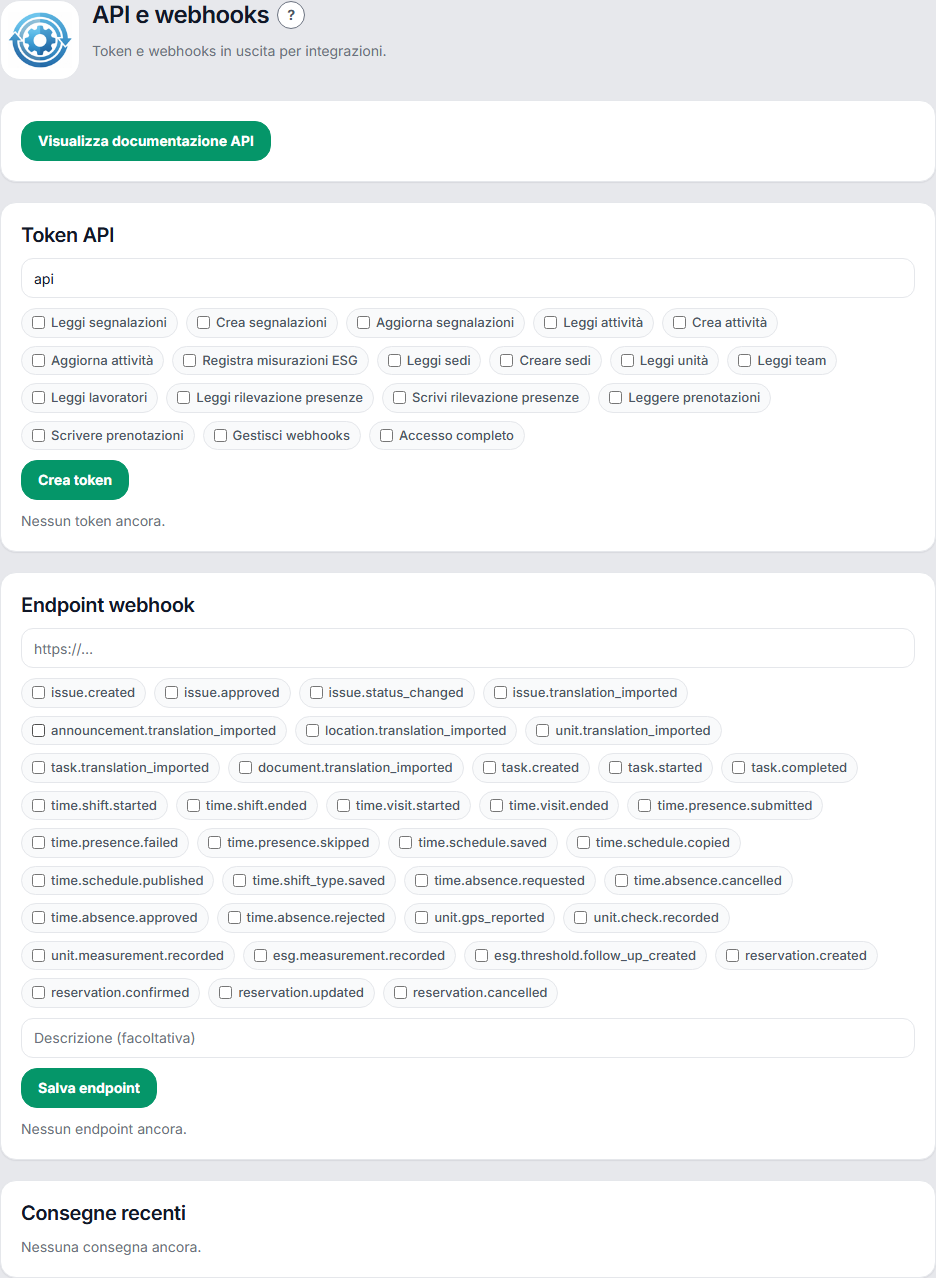 API e webhooks ?
Token e webhooks in uscita per integrazioni.
Visualizza documentazione API
Token API
api
Leggi segnalazioni Crea segnalazioni Aggiorna segnalazioni Leggi attività Crea attività
Aggiorna attività Registra misurazioni ESG Leggi sedi Creare sedi Leggi unità Leggi team
Leggi lavoratori Leggi rilevazione presenze Scrivi rilevazione presenze Leggere prenotazioni
Scrivere prenotazioni Gestisci webhooks Accesso completo
Crea token
Nessun token ancora.
Endpoint webhook
https://...
issue.created issue.approved issue.status_changed issue.translation_imported
announcement.translation_imported location.translation_imported unit.translation_imported
task.translation_imported document.translation_imported task.created task.started task.completed
time.shift.started time.shift.ended time.visit.started time.visit.ended time.presence.submitted
time.presence.failed time.presence.skipped time.schedule.saved time.schedule.copied
time.schedule.published time.shift_type.saved time.absence.requested time.absence.cancelled
time.absence.approved time.absence.rejected unit.gps_reported unit.check.recorded
unit.measurement.recorded esg.measurement.recorded esg.threshold.follow_up_created reservation.created
reservation.confirmed reservation.updated reservation.cancelled
Descrizione (facoltativa)
Salva endpoint
Nessun endpoint ancora.
Consegne recenti
Nessuna consegna ancora.